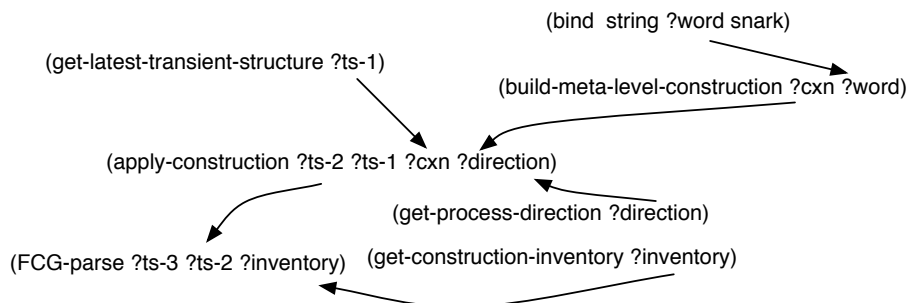 (bind string ?word snark)
(get-latest-transient-structure ?ts-1)
(build-meta-level-construction ?cxn ?word)
(apply-construction ?ts-2 ?ts-1 ?cxn ?direction)
(get-process-direction ?direction)
(FCG-parse ?ts-3 ?ts-2 ?inventory)
(get-construction-inventory ?inventory)